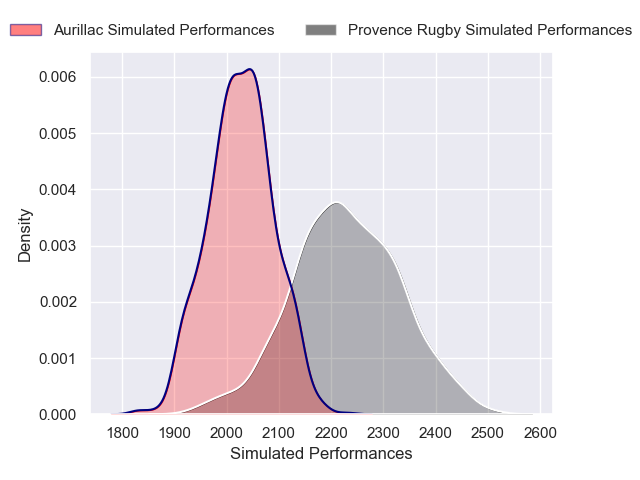 Aurillac Simulated Performances Provence Rugby Simulated Performances
0.006
0.005
0.004
0.003
0.002
0.001
0.000
Density
1800 1900 2000 2100 2200 2300 2400 2500 2600
Simulated Performances